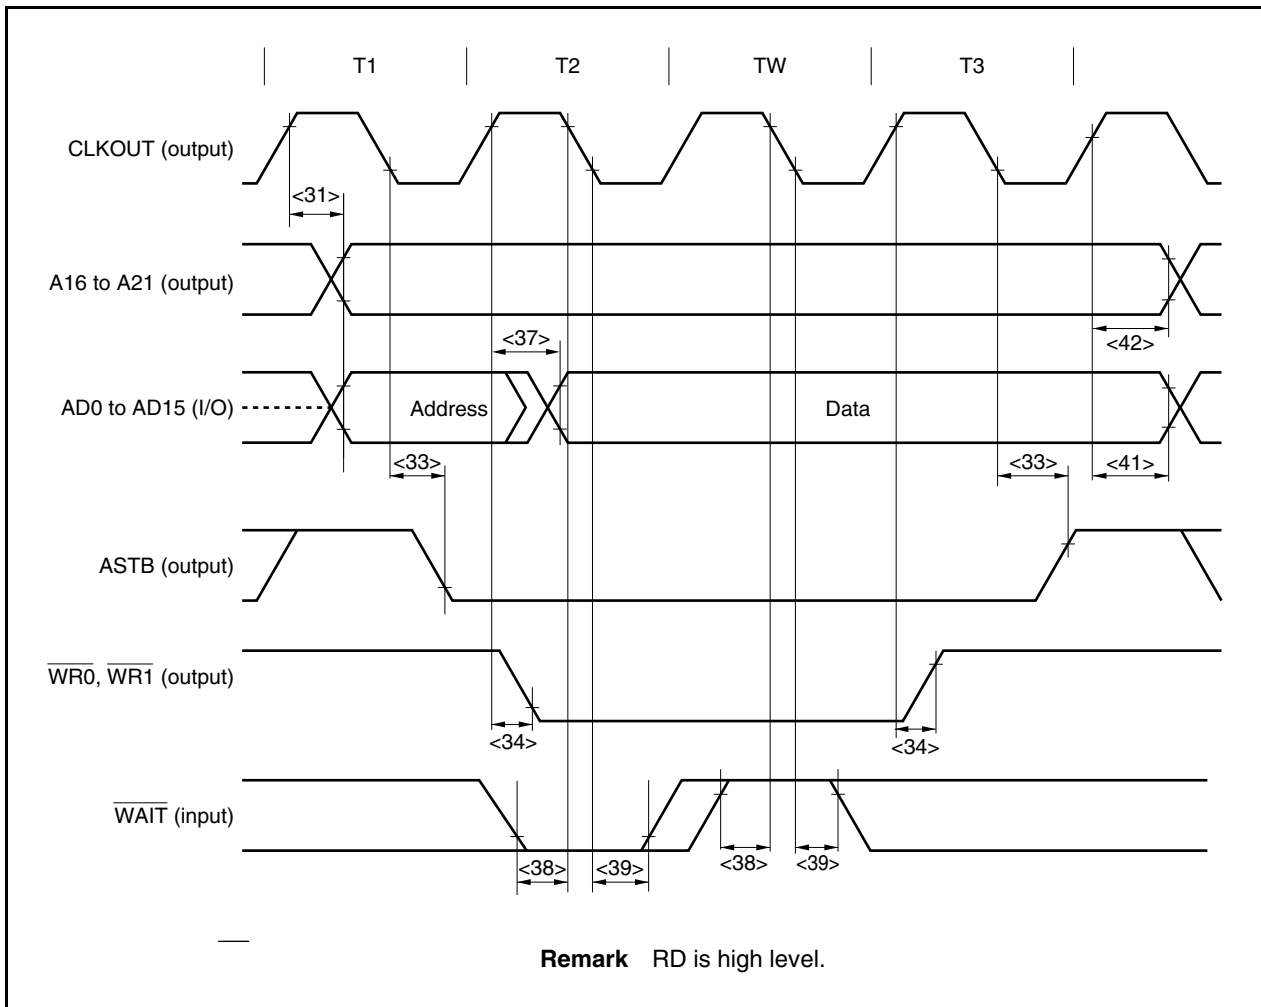 T1 T2 TW T3
CLKOUT (output)
<31>
A16 to A21 (output)
<37> <42>
AD0 to AD15 (I/O) Address Data
<33> <33> <41>
ASTB (output)
WR0, WR1 (output)
<34> <34>
WAIT (input)
<38> <39> <38> <39>
Remark RD is high level.